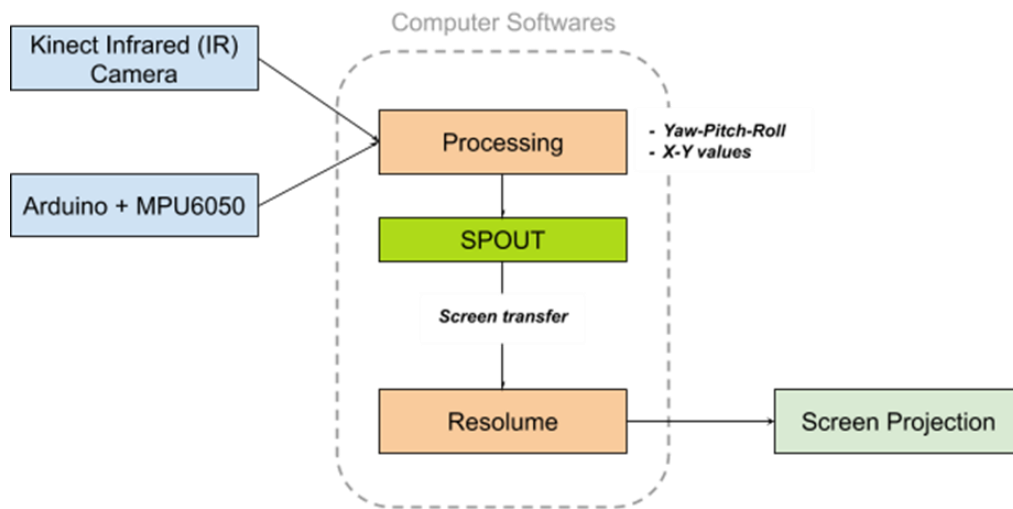 Computer Softwares
Kinect Infrared (IR)
Camera
Processing
- Yaw-Pitch-Roll
- X-Y values
Arduino + MPU6050
SPOUT
Screen transfer
Resolume
Screen Projection